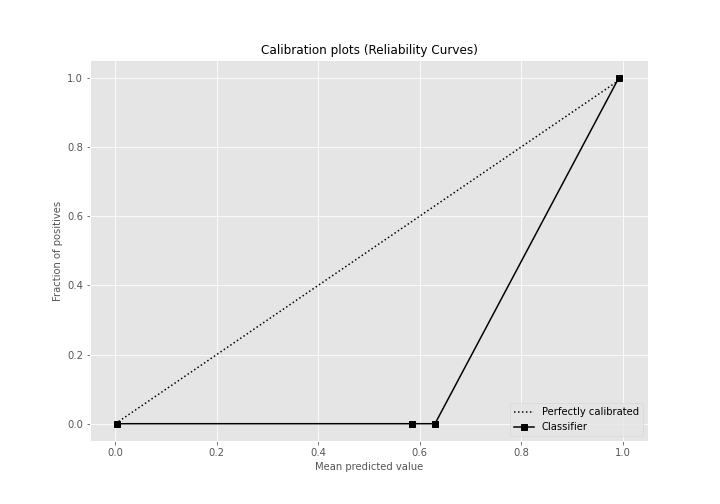 Calibration plots (Reliability Curves)
1.0
0.8
0.6
0.4
0.2
0.0
Fraction of positives
0.0 0.2 0.4 0.6 0.8 1.0
Mean predicted value
Perfectly calibrated
Classifier